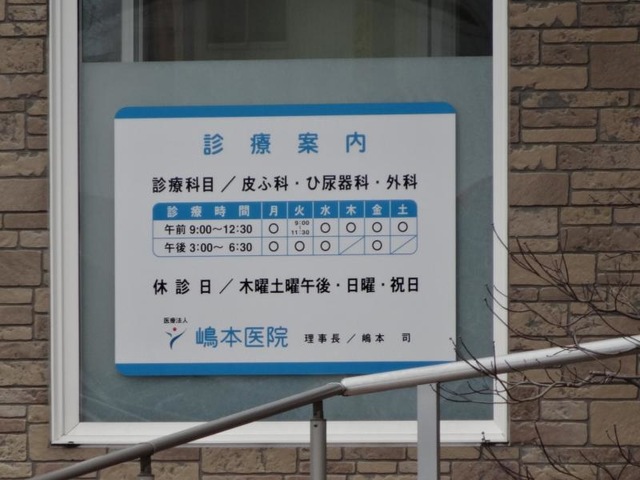 診療案内
診療科目／皮ふ科・ひ尿器科・外科
診療時間 月 火 水 木 金 土
午前 9:00〜12:30 ○ 9:00〜11:30 ○ ○ ○ ○
午後 3:00〜 6:30 ○ ○ ○ ／ ○ ／
休診日／木曜土曜午後・日曜・祝日
医療法人
嶋本医院 理事長／嶋本 司